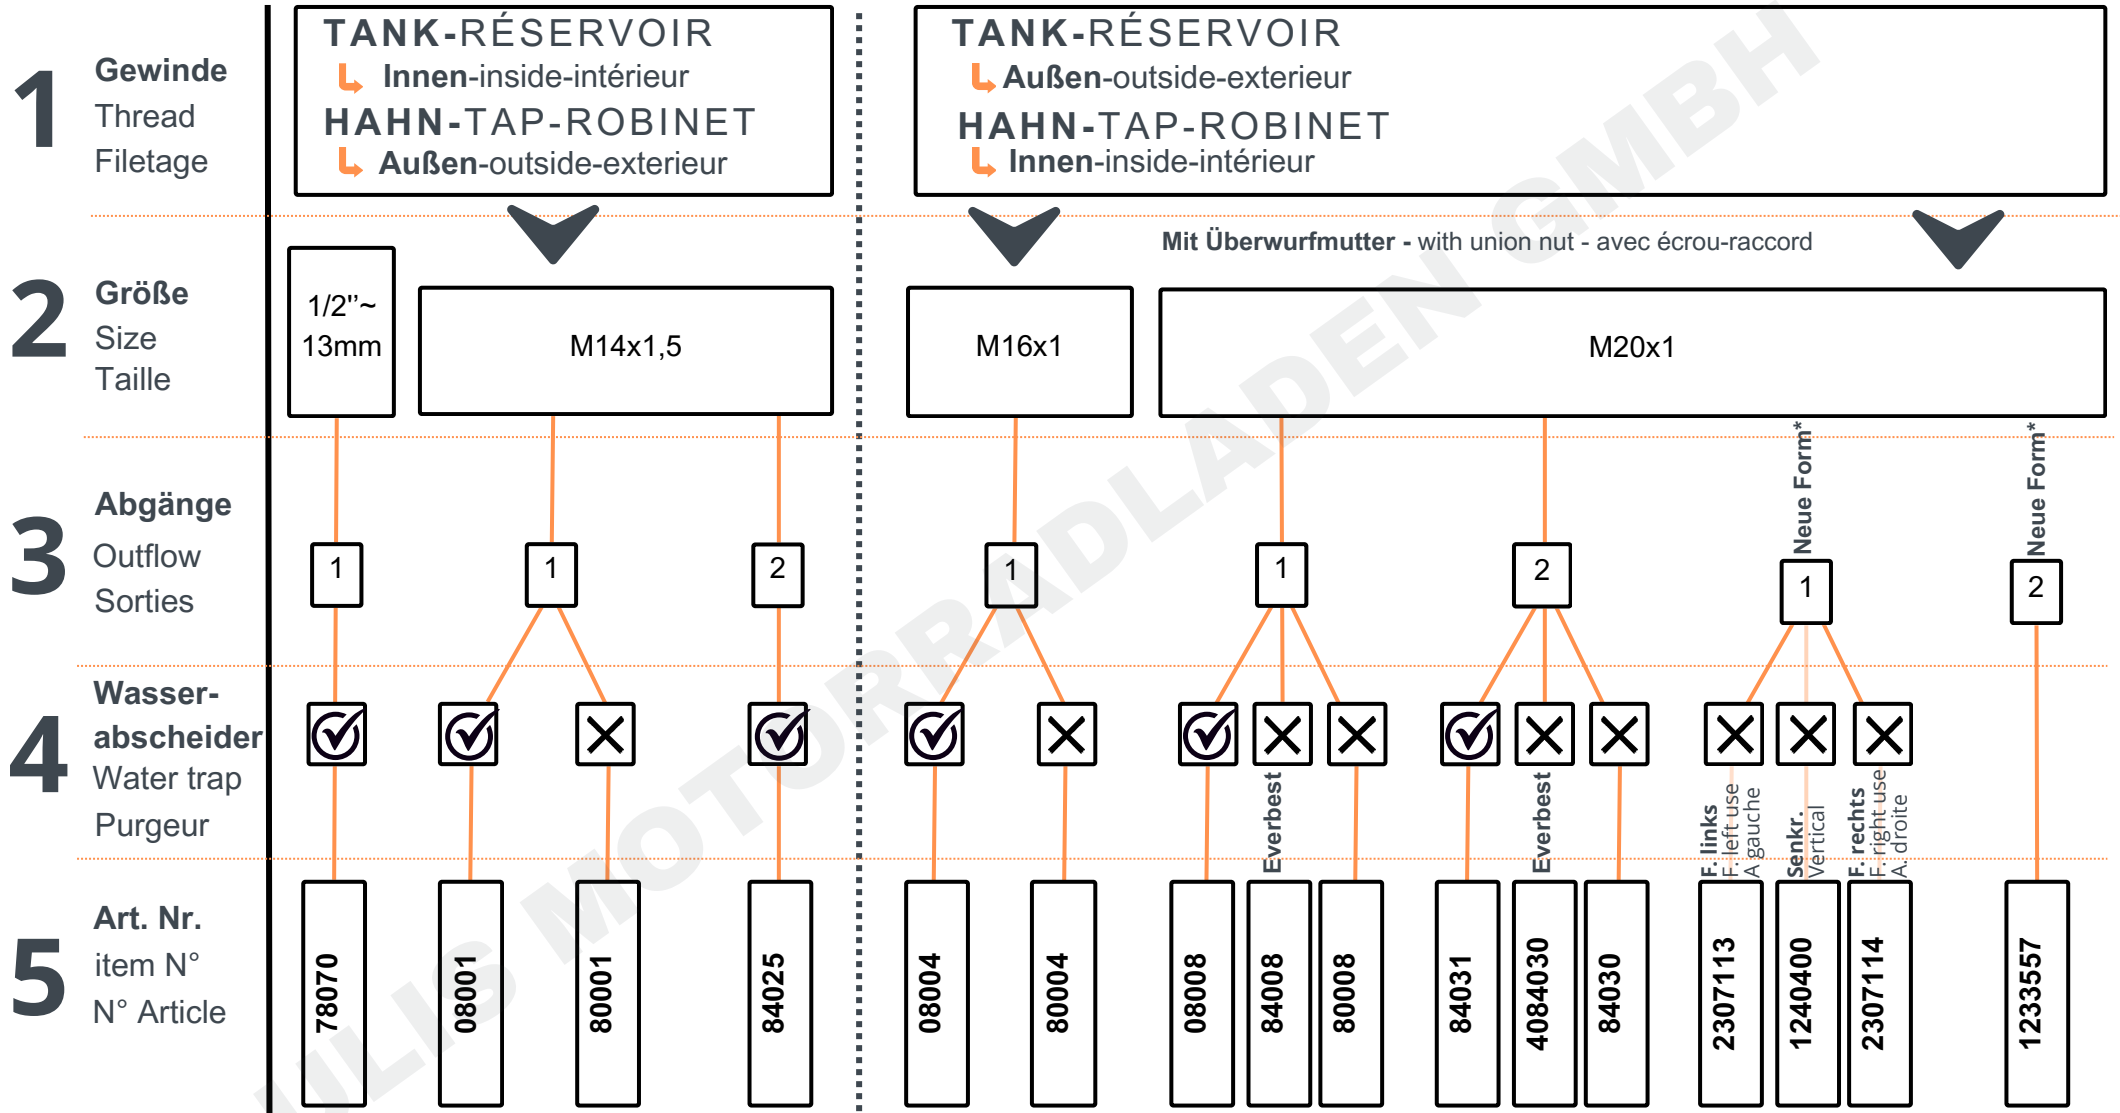 1
Gewinde
Thread
Filetage
TANK-RÉSERVOIR
Innen-inside-intérieur
HAHN-TAP-ROBINET
Außen-outside-exterieur
TANK-RÉSERVOIR
Außen-outside-exterieur
HAHN-TAP-ROBINET
Innen-inside-intérieur
Mit Überwurfmutter - with union nut - avec écrou-raccord
2
Größe
Size
Taille
1/2''~
13mm
M14x1,5
M16x1
M20x1
3
Abgänge
Outflow
Sorties
1
1
2
1
1
2
Neue Form*
1
Neue Form*
2
4
Wasser-
abscheider
Water trap
Purgeur
Everbest
Everbest
F. links
F. left use
A gauche
Senkr.
Vertical
F. rechts
F. right use
A. droite
5
Art. Nr.
item N°
N° Article
78070
08001
80001
84025
08004
80004
08008
84008
80008
84031
4084030
84030
2307113
1240400
2307114
12335557
ULIS MOTORRADLADEN GMBH